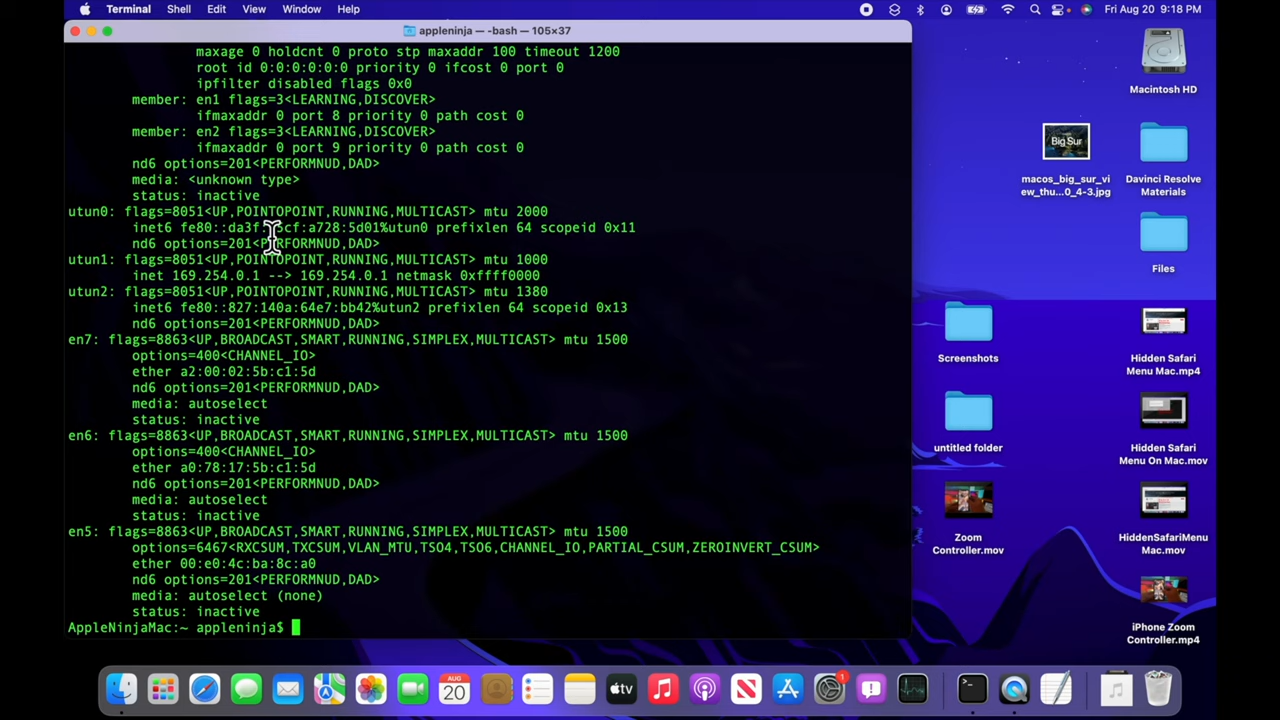 Terminal Shell Edit View Window Help Fri Aug 20 9:18 PM
appleninja — -bash — 105×37
maxage 0 holdcnt 0 proto stp maxaddr 100 timeout 1200
root id 0:0:0:0:0:0 priority 0 ifcost 0 port 0
ipfilter disabled flags 0x0
member: en1 flags=3<LEARNING,DISCOVER>
ifmaxaddr 0 port 8 priority 0 path cost 0
member: en2 flags=3<LEARNING,DISCOVER>
ifmaxaddr 0 port 9 priority 0 path cost 0
nd6 options=201<PERFORMNUD,DAD>
media: <unknown type>
status: inactive
utun0: flags=8051<UP,POINTOPOINT,RUNNING,MULTICAST> mtu 2000
inet6 prefixlen 64 scopeid 0x11
nd6 options=201<PERFORMNUD,DAD>
utun1: flags=8051<UP,POINTOPOINT,RUNNING,MULTICAST> mtu 1000
inet 169.254.0.1 --> 169.254.0.1 netmask 0xffff0000
utun2: flags=8051<UP,POINTOPOINT,RUNNING,MULTICAST> mtu 1380
inet6 fe80::827:140a:64e7:bb42%utun2 prefixlen 64 scopeid 0x13
nd6 options=201<PERFORMNUD,DAD>
en7: flags=8863<UP,BROADCAST,SMART,RUNNING,SIMPLEX,MULTICAST> mtu 1500
options=400<CHANNEL_IO>
ether a2:00:02:5b:c1:5d
nd6 options=201<PERFORMNUD,DAD>
media: autoselect
status: inactive
en6: flags=8863<UP,BROADCAST,SMART,RUNNING,SIMPLEX,MULTICAST> mtu 1500
options=400<CHANNEL_IO>
ether a0:78:17:5b:c1:5d
nd6 options=201<PERFORMNUD,DAD>
media: autoselect
status: inactive
en5: flags=8863<UP,BROADCAST,SMART,RUNNING,SIMPLEX,MULTICAST> mtu 1500
options=6467<RXCSUM,TXCSUM,VLAN_MTU,TSO4,TSO6,CHANNEL_IO,PARTIAL_CSUM,ZEROINVERT_CSUM>
ether 00:e0:4c:ba:8c:a0
nd6 options=201<PERFORMNUD,DAD>
media: autoselect (none)
status: inactive
AppleNinjaMac:~ appleninja$
Macintosh HD
Big Sur
macos_big_sur_vi
ew_thu...0_4-3.jpg
Davinci Resolve
Materials
Files
Screenshots
Hidden Safari
Menu Mac.mp4
untitled folder
Hidden Safari
Menu On Mac.mov
Zoom
Controller.mov
HiddenSafariMenu
Mac.mov
iPhone Zoom
Controller.mp4
AUG
20
tv
1